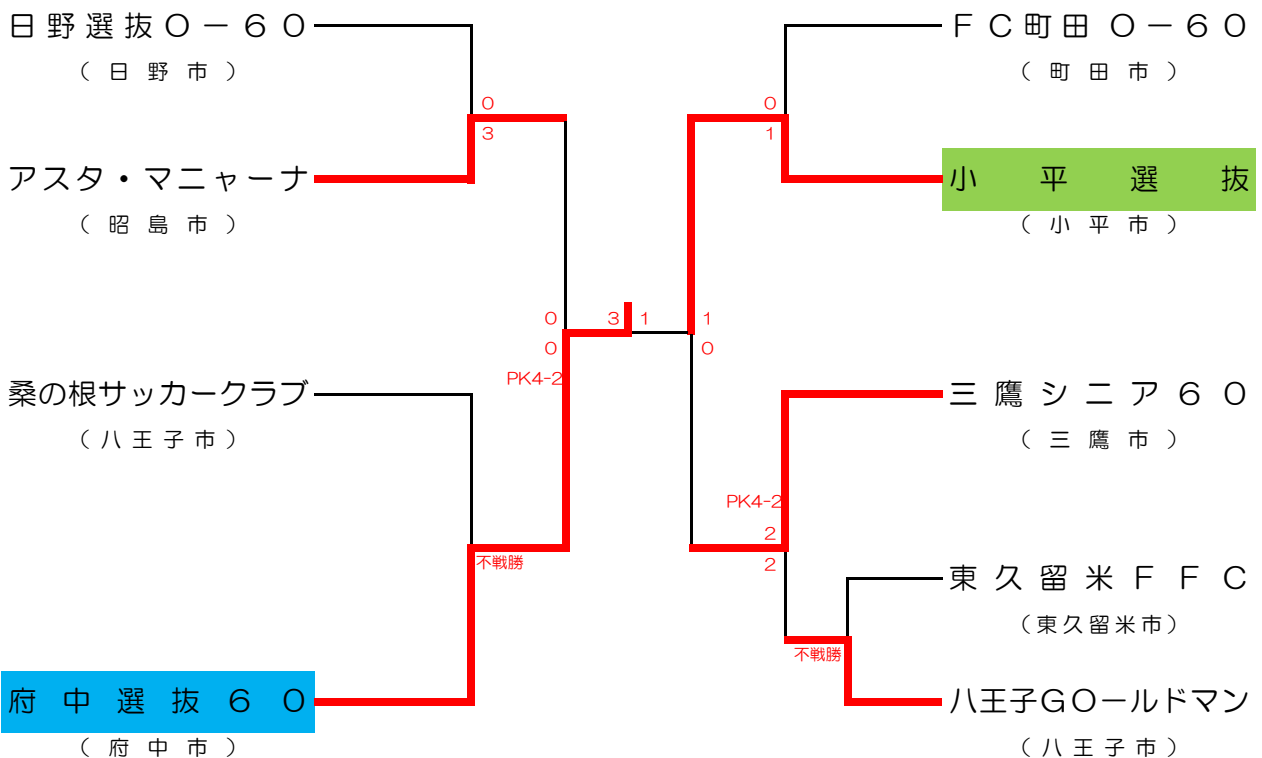 日野選抜O－６０
（日野市）
0
3
アスタ・マニャーナ
（昭島市）
0
0
PK4-2
3
1
桑の根サッカークラブ
（八王子市）
不戦勝
府中選抜６０
（府中市）
ＦＣ町田O－６０
（町田市）
0
1
小平選抜
（小平市）
1
0
三鷹シニア６０
（三鷹市）
PK4-2
2
2
東久留米ＦＦＣ
（東久留米市）
不戦勝
八王子GOールドマン
（八王子市）